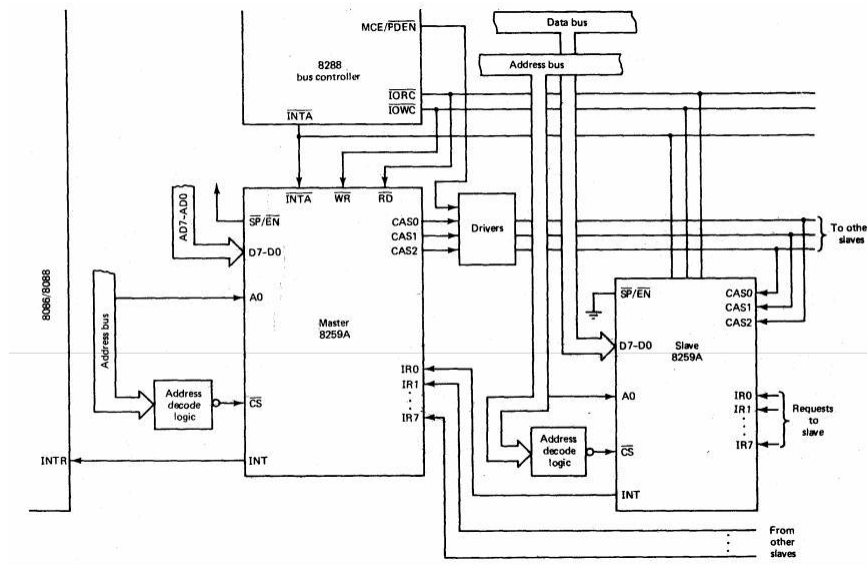 Data bus
MCE/PDEN
8288
bus controller
Address bus
IORC
IOWC
INTA
INTA
WR
RD
SP/EN
AD7-AD0
CAS0
CAS1
CAS2
Drivers
To othe
slaves
D7-D0
8086/8088
A0
Master
8259A
Address bus
SP/EN
CAS0
CAS1
CAS2
D7-D0
Slave
8259A
IR0
IR1
IR7
Address
decode
logic
CS
A0
IR0
IR1
IR7
Requests
to
slave
Address
decode
logic
CS
INTR
INT
INT
From
other
slaves